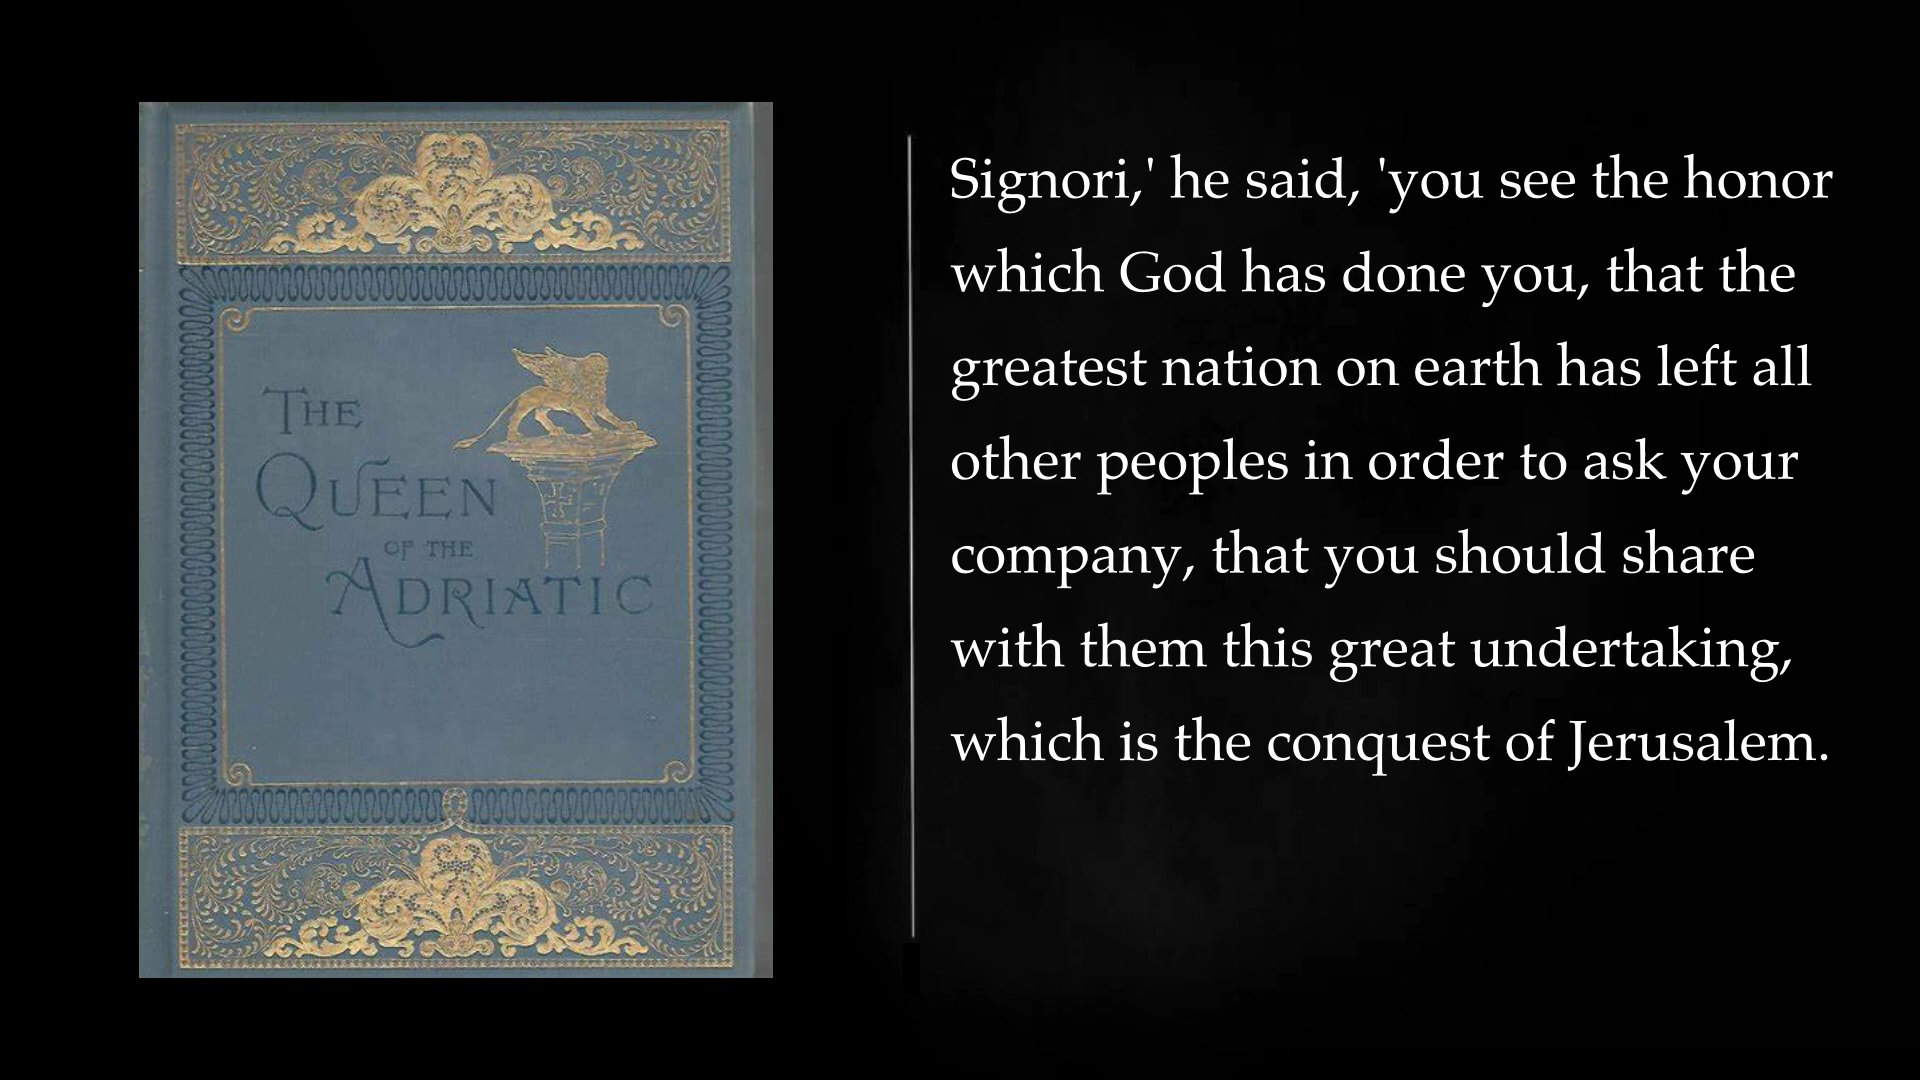 THE
QUEEN
OF THE
ADRIATIC
Signori,' he said, 'you see the honor
which God has done you, that the
greatest nation on earth has left all
other peoples in order to ask your
company, that you should share
with them this great undertaking,
which is the conquest of Jerusalem.